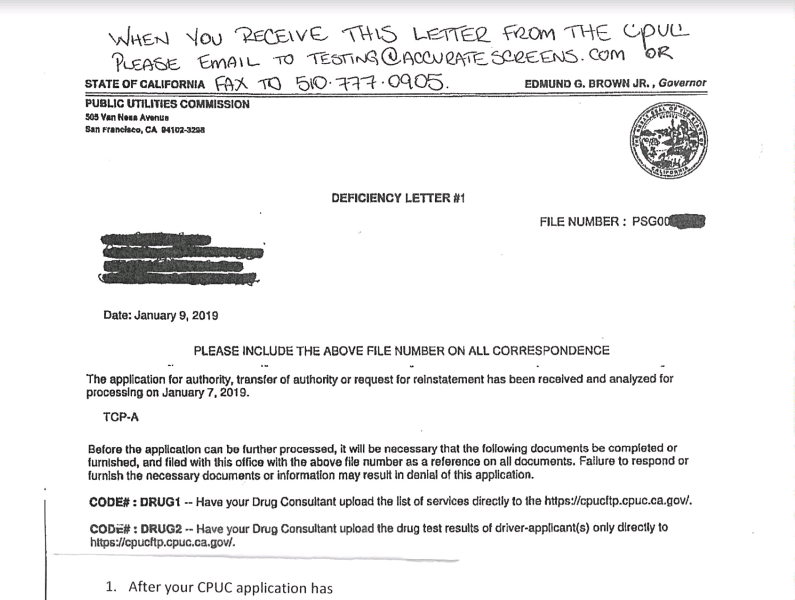 WHEN YOU RECEIVE THIS LETTER FROM THE CPUC
PLEASE EMAIL TO TESTING@ACCURATESCREENS.COM OR
FAX TO 510.777.0905.
STATE OF CALIFORNIA
EDMUND G. BROWN JR. , Governor
PUBLIC UTILITIES COMMISSION
505 Van Ness Avenue
San Francisco, CA 94102-3298
DEFICIENCY LETTER #1
FILE NUMBER : PSG00
Date: January 9, 2019
PLEASE INCLUDE THE ABOVE FILE NUMBER ON ALL CORRESPONDENCE
The application for authority, transfer of authority or request for reinstatement has been received and analyzed for
processing on January 7, 2019.
TCP-A
Before the application can be further processed, it will be necessary that the following documents be completed or
furnished, and filed with this office with the above file number as a reference on all documents. Failure to respond or
furnish the necessary documents or information may result in denial of this application.
CODE# : DRUG1 -- Have your Drug Consultant upload the list of services directly to the https://cpucftp.cpuc.ca.gov/.
CODE# : DRUG2 -- Have your Drug Consultant upload the drug test results of driver-applicant(s) only directly to
https://cpucftp.cpuc.ca.gov/.
1. After your CPUC application has